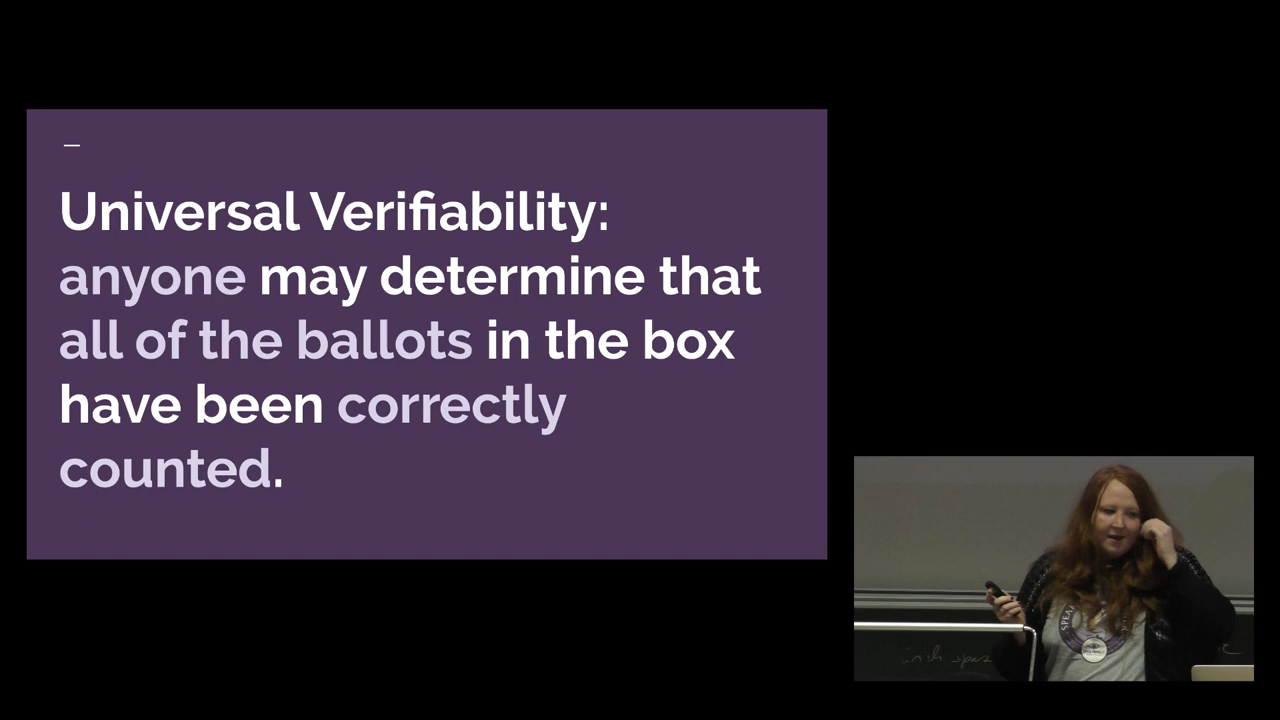 Universal Verifiability:
anyone may determine that
all of the ballots in the box
have been correctly
counted.